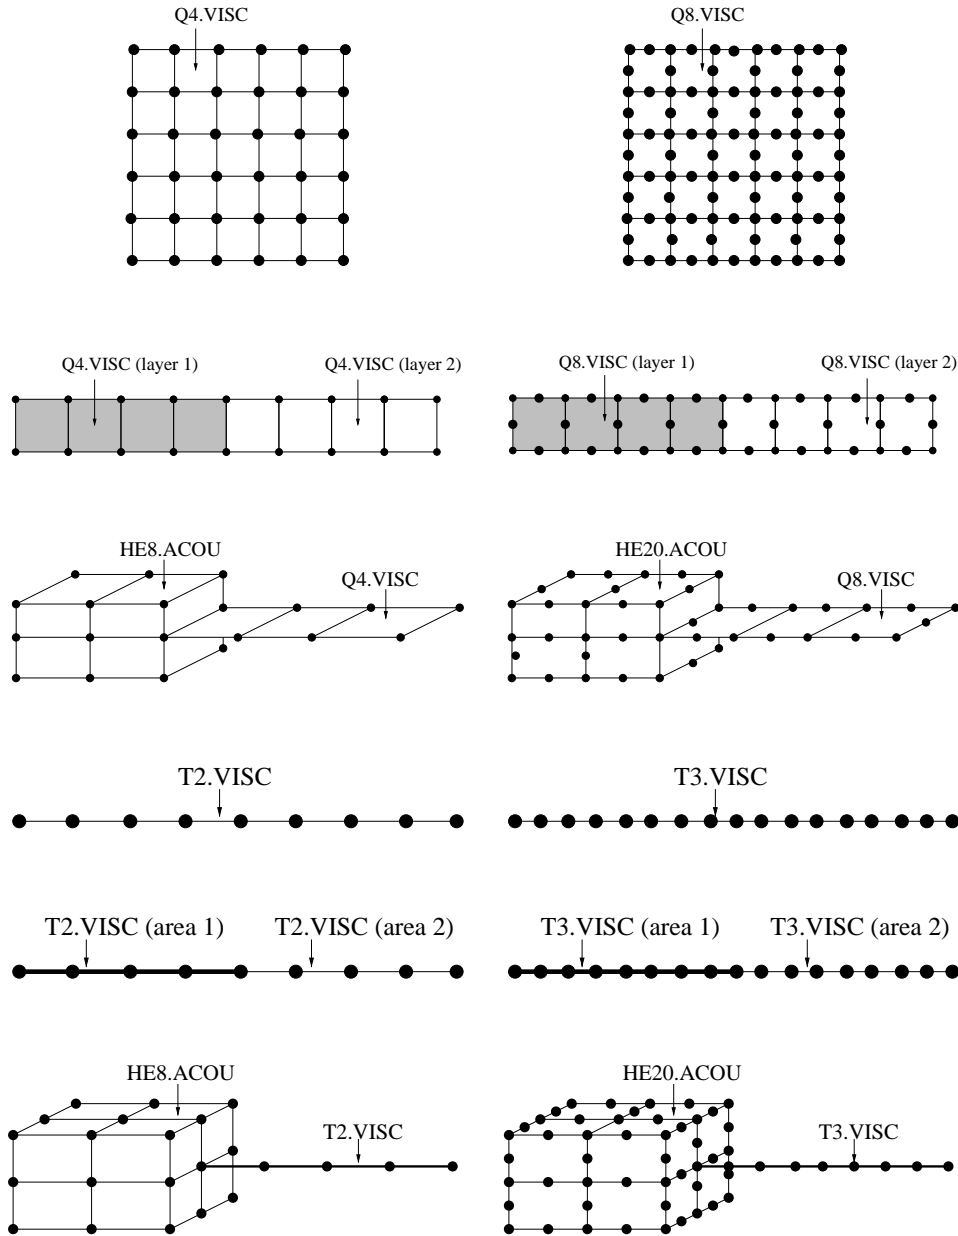 Q4.VISC
Q8.VISC
Q4.VISC (layer 1)
Q4.VISC (layer 2)
Q8.VISC (layer 1)
Q8.VISC (layer 2)
HE8.ACOU
Q4.VISC
HE20.ACOU
Q8.VISC
T2.VISC
T3.VISC
T2.VISC (area 1)
T2.VISC (area 2)
T3.VISC (area 1)
T3.VISC (area 2)
HE8.ACOU
T2.VISC
HE20.ACOU
T3.VISC